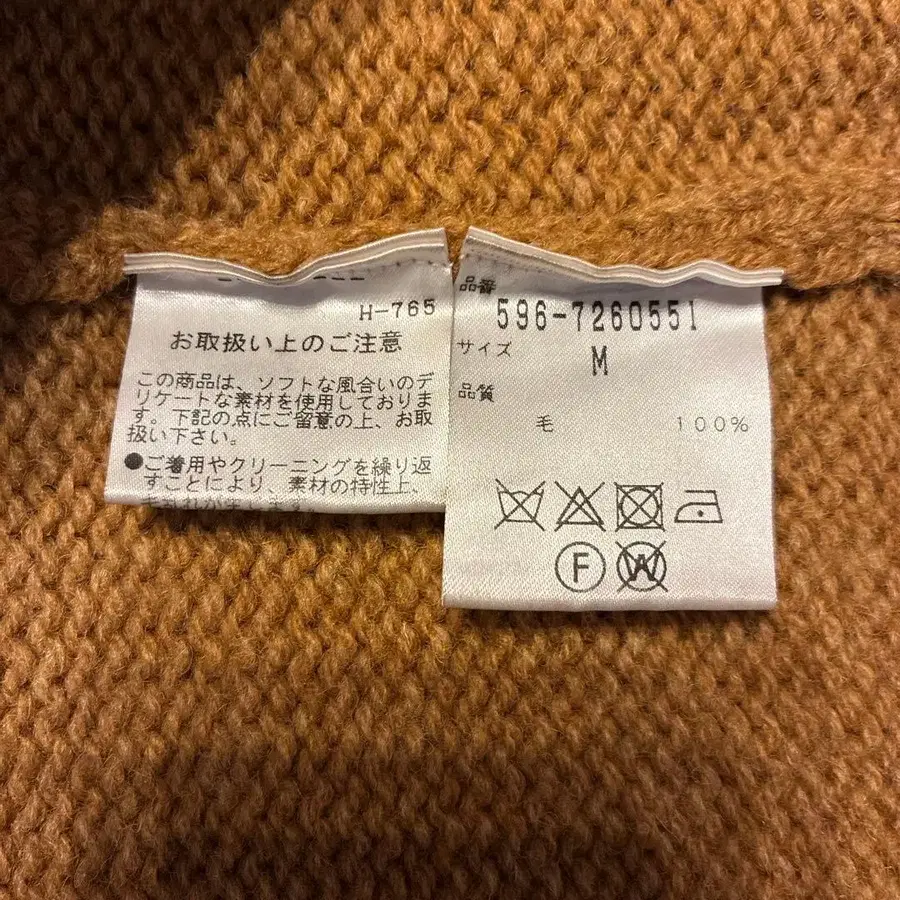 H-765
お取扱い上のご注意
この商品は、ソフトな風合いのデ
リケートな素材を使用しておりま
す。下記の点にご留意の上、お取
扱い下さい。
●ご着用やクリーニングを繰り返
すことにより、素材の特性上、
品番
596-7260551
サイズ
M
品質
毛 100%
F
W